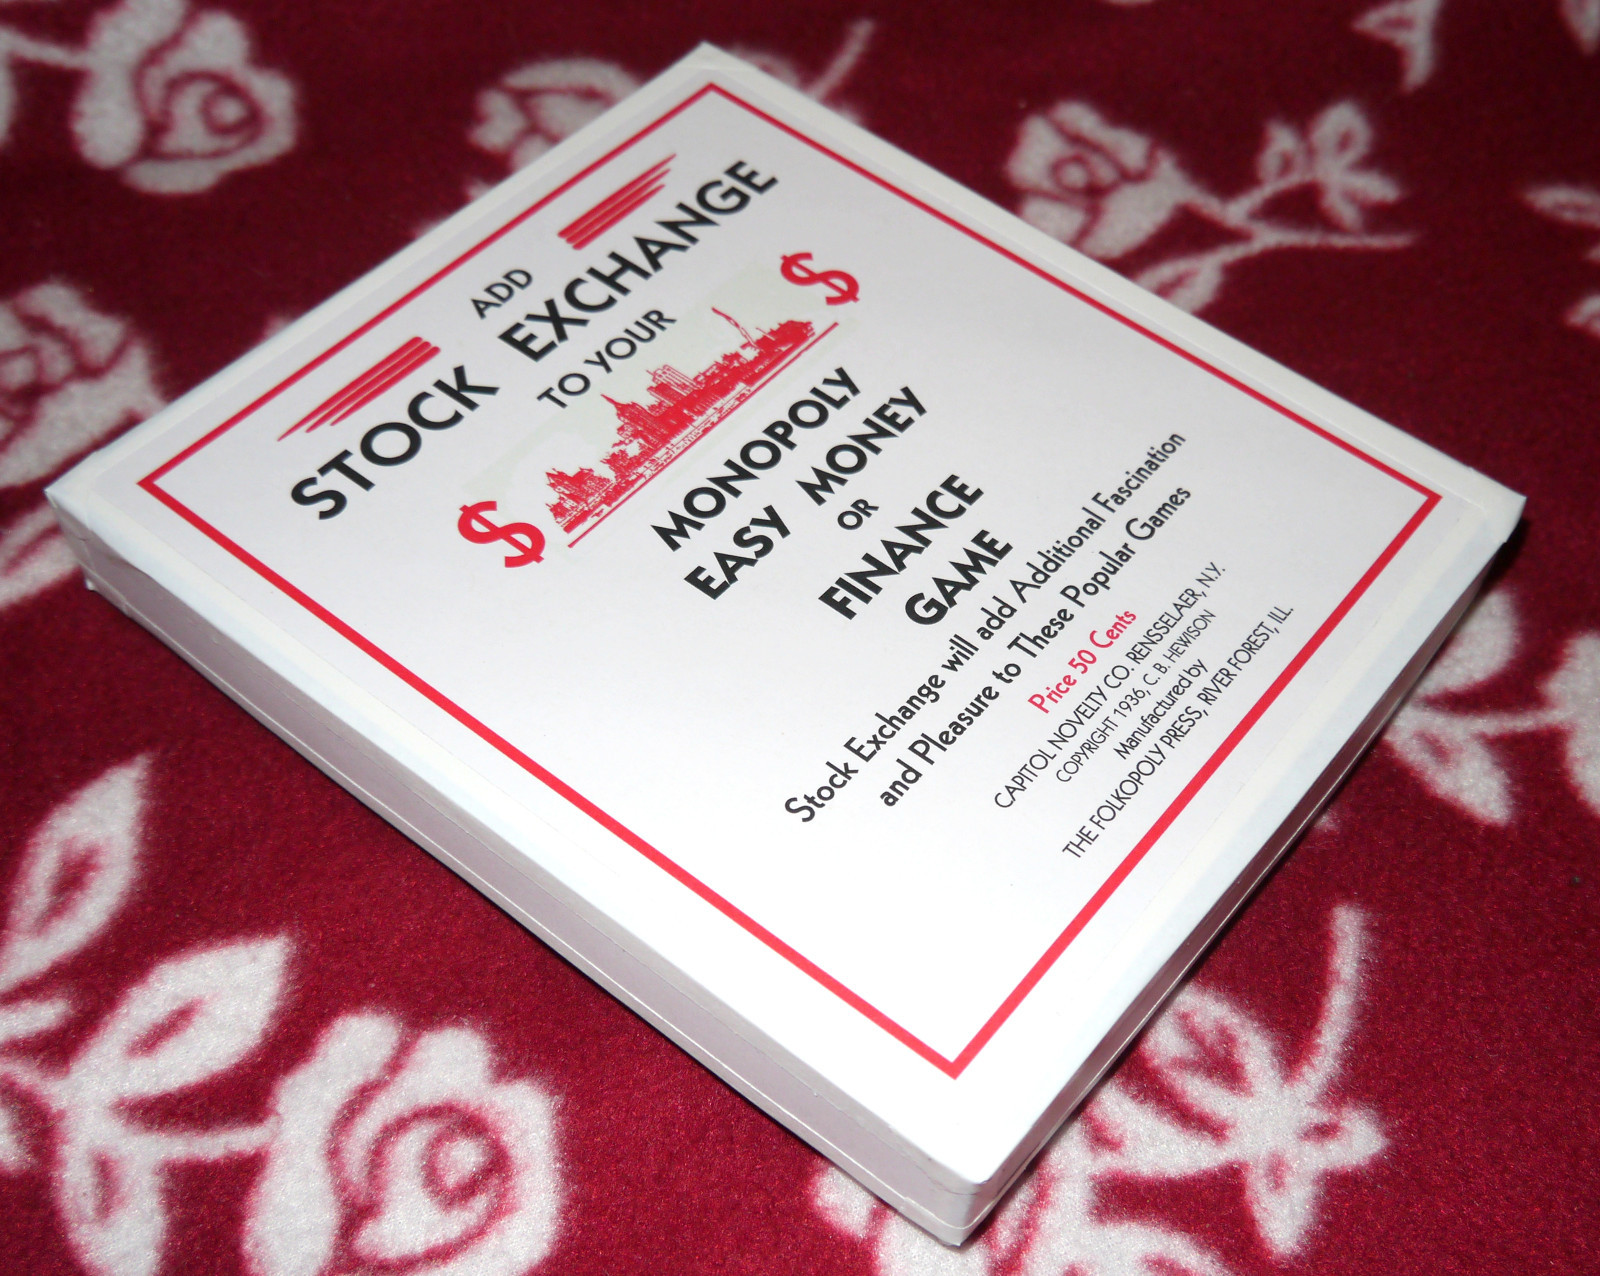 ADD
STOCK EXCHANGE
TO YOUR
$ $
MONOPOLY
EASY MONEY
OR
FINANCE
GAME
Stock Exchange will add Additional Fascination
and Pleasure to These Popular Games
Price 50 Cents
CAPITOL NOVELTY CO. RENSSELAER, N.Y.
COPYRIGHT 1936, C. B. HEWISON
Manufactured by
THE FOLKOPOLY PRESS, RIVER FOREST, ILL.